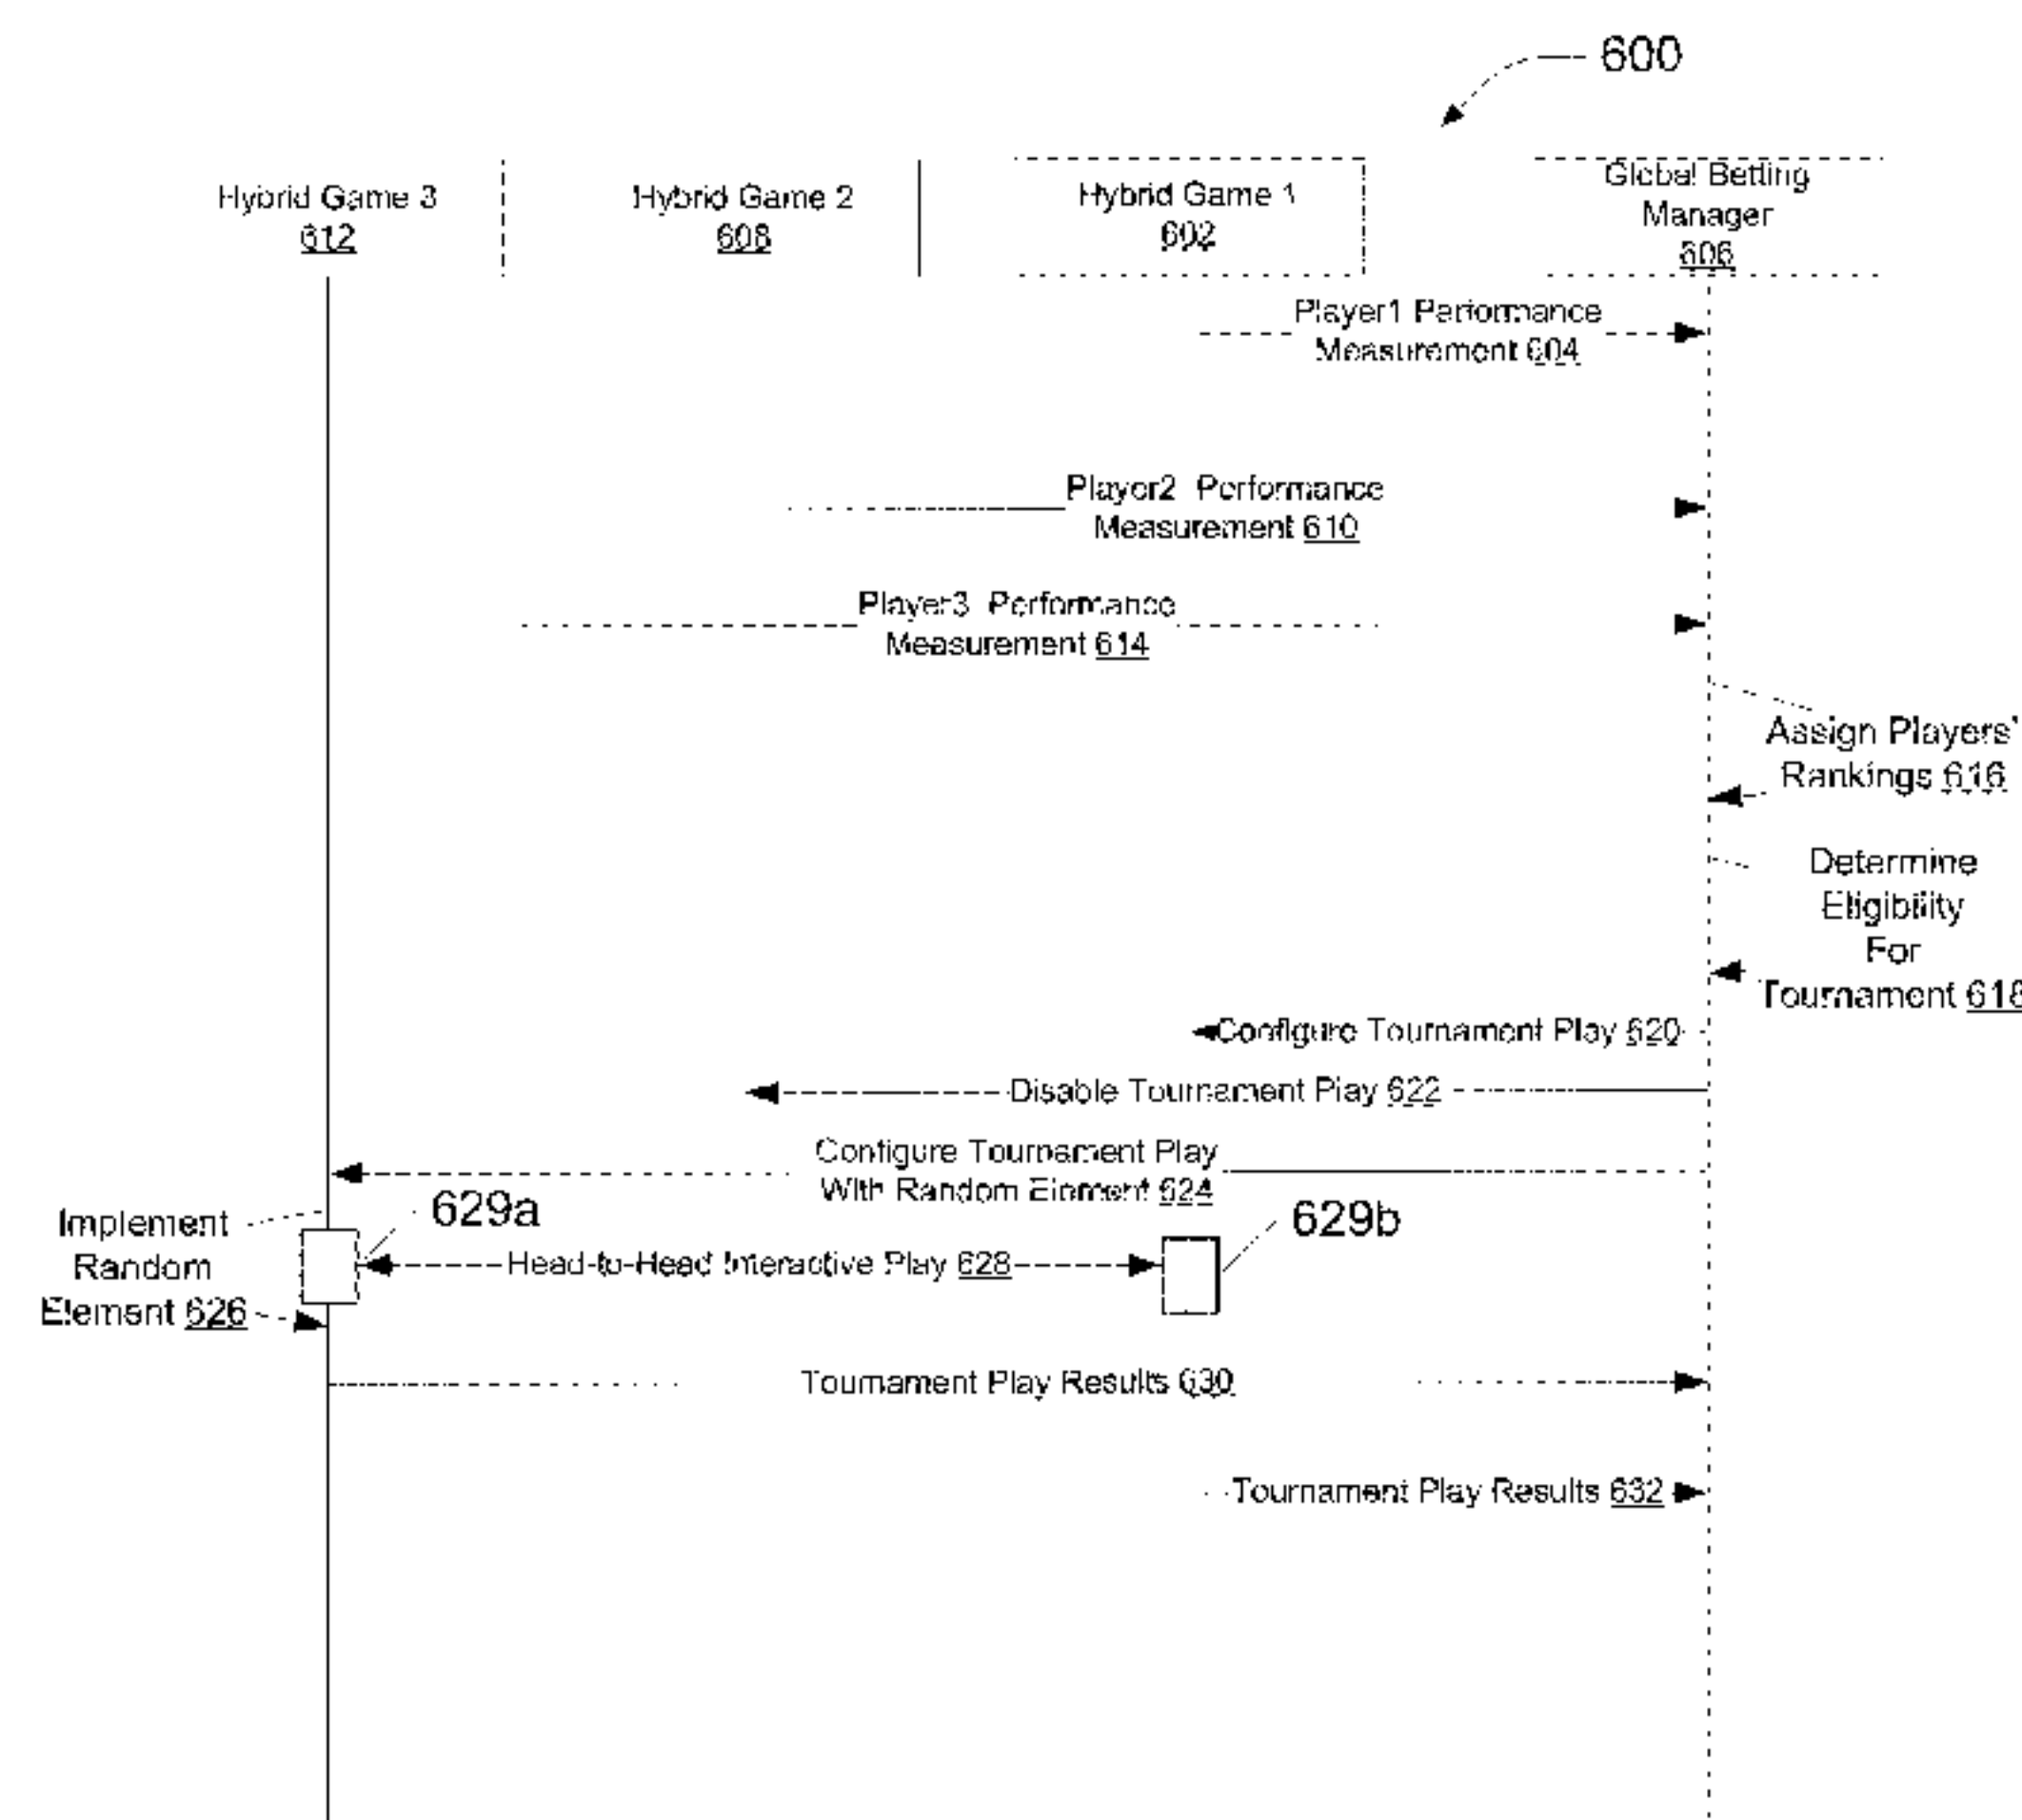 600
Hybrid Game 3
612
Hybrid Game 2
608
Hybrid Game 1
602
Global Betting
Manager
606
Player1 Performance
Measurement 604
Player2 Performance
Measurement 610
Player3 Performance
Measurement 614
Assign Players'
Rankings 616
Determine
Eligibility
For
Tournament 618
Configure Tournament Play 620
Disable Tournament Play 622
Configure Tournament Play
With Random Element 624
Implement
Random
Element 626
629a
Head-to-Head Interactive Play 628
629b
Tournament Play Results 630
Tournament Play Results 632